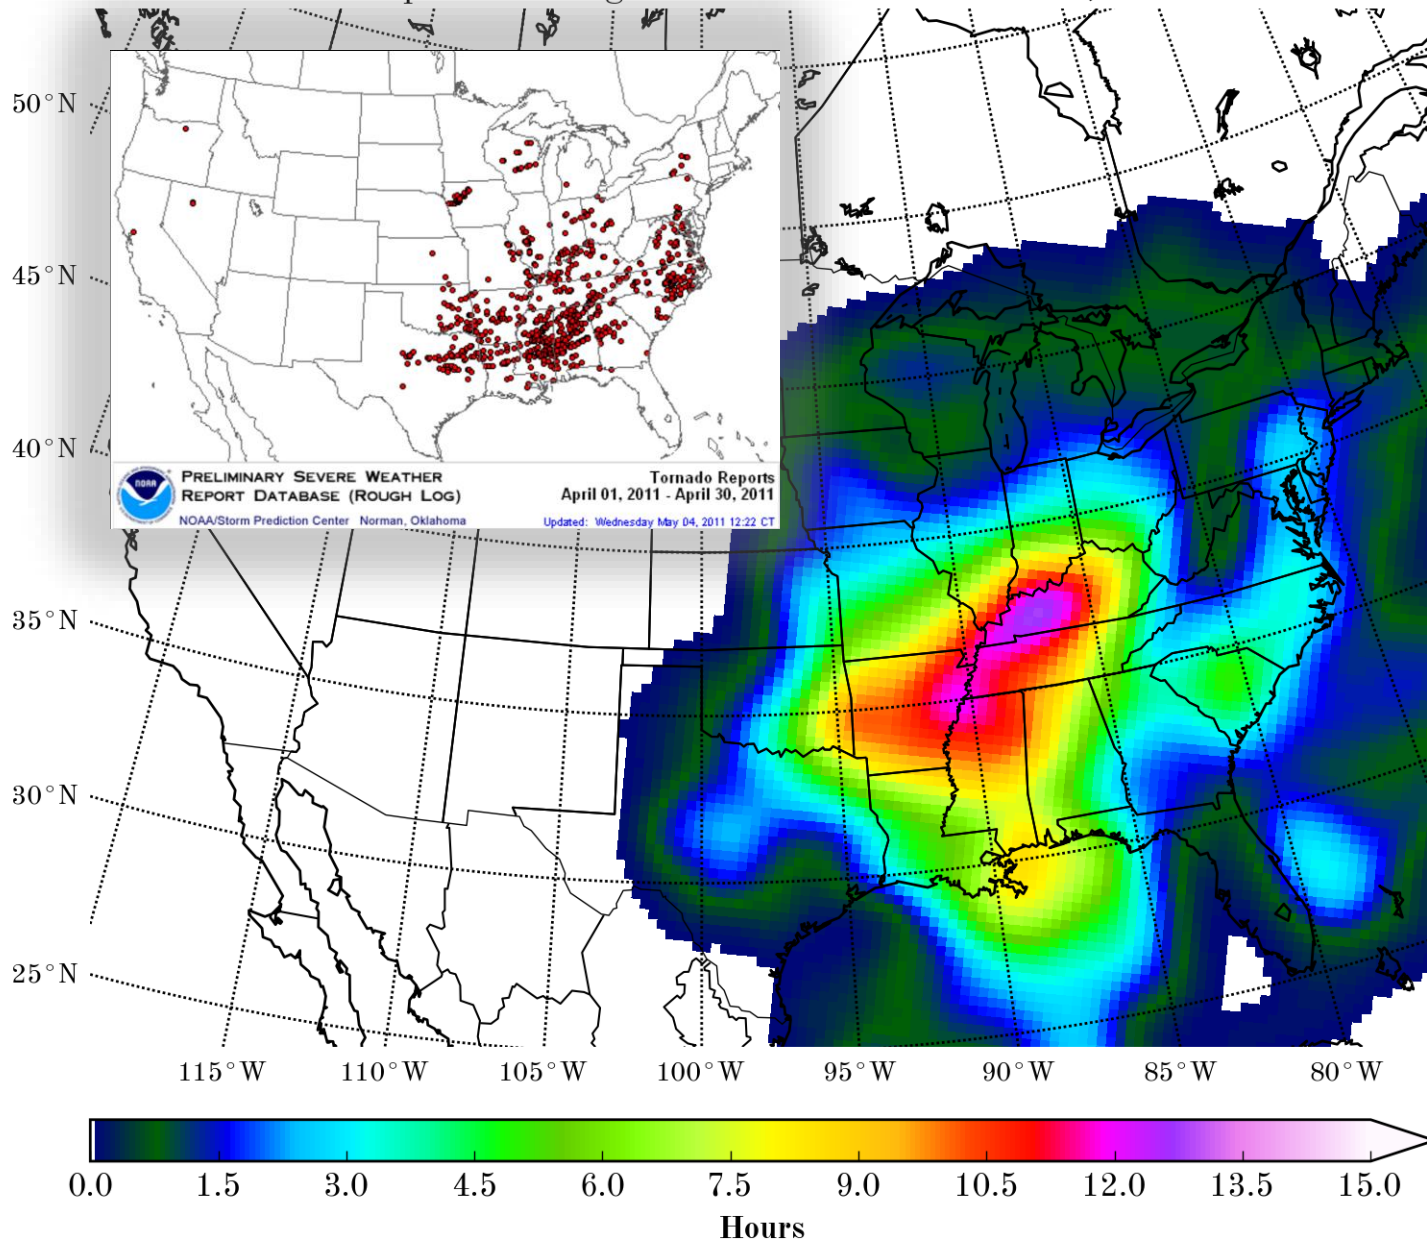 50°N
45°N
40°N
35°N
30°N
25°N
NOAA
PRELIMINARY SEVERE WEATHER
REPORT DATABASE (ROUGH LOG)
NOAA/Storm Prediction Center Norman, Oklahoma
Tornado Reports
April 01, 2011 - April 30, 2011
Updated: Wednesday May 04, 2011 12:22 CT
115°W 110°W 105°W 100°W 95°W 90°W 85°W 80°W
0.0 1.5 3.0 4.5 6.0 7.5 9.0 10.5 12.0 13.5 15.0
Hours